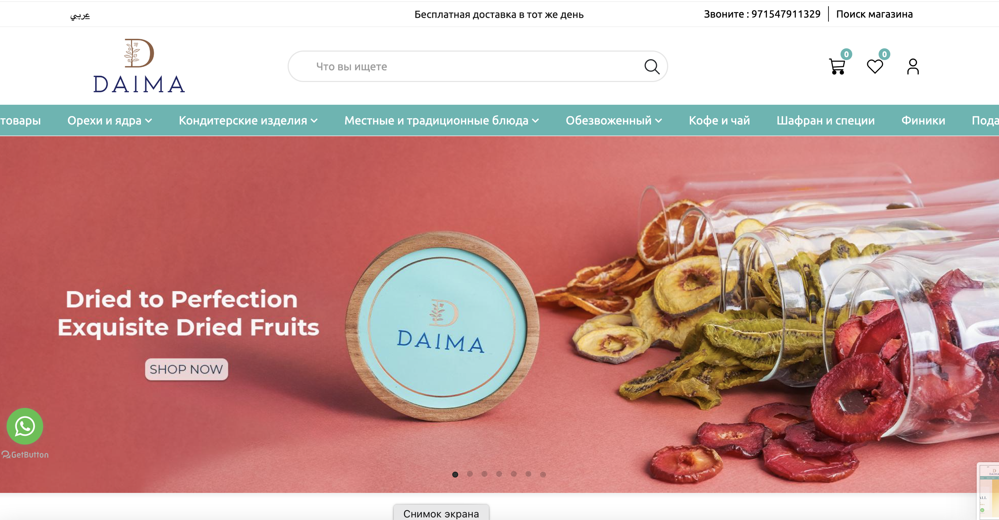 عربي
Бесплатная доставка в тот же день
Звоните : 971547911329
Поиск магазина
DAIMA
0
0
Что вы ищете
товары
Орехи и ядра
Кондитерские изделия
Местные и традиционные блюда
Обезвоженный
Кофе и чай
Шафран и специи
Финики
Пода
Dried to Perfection
Exquisite Dried Fruits
SHOP NOW
D
DAIMA
GetButton
DAIMA
ALL
Снимок экрана